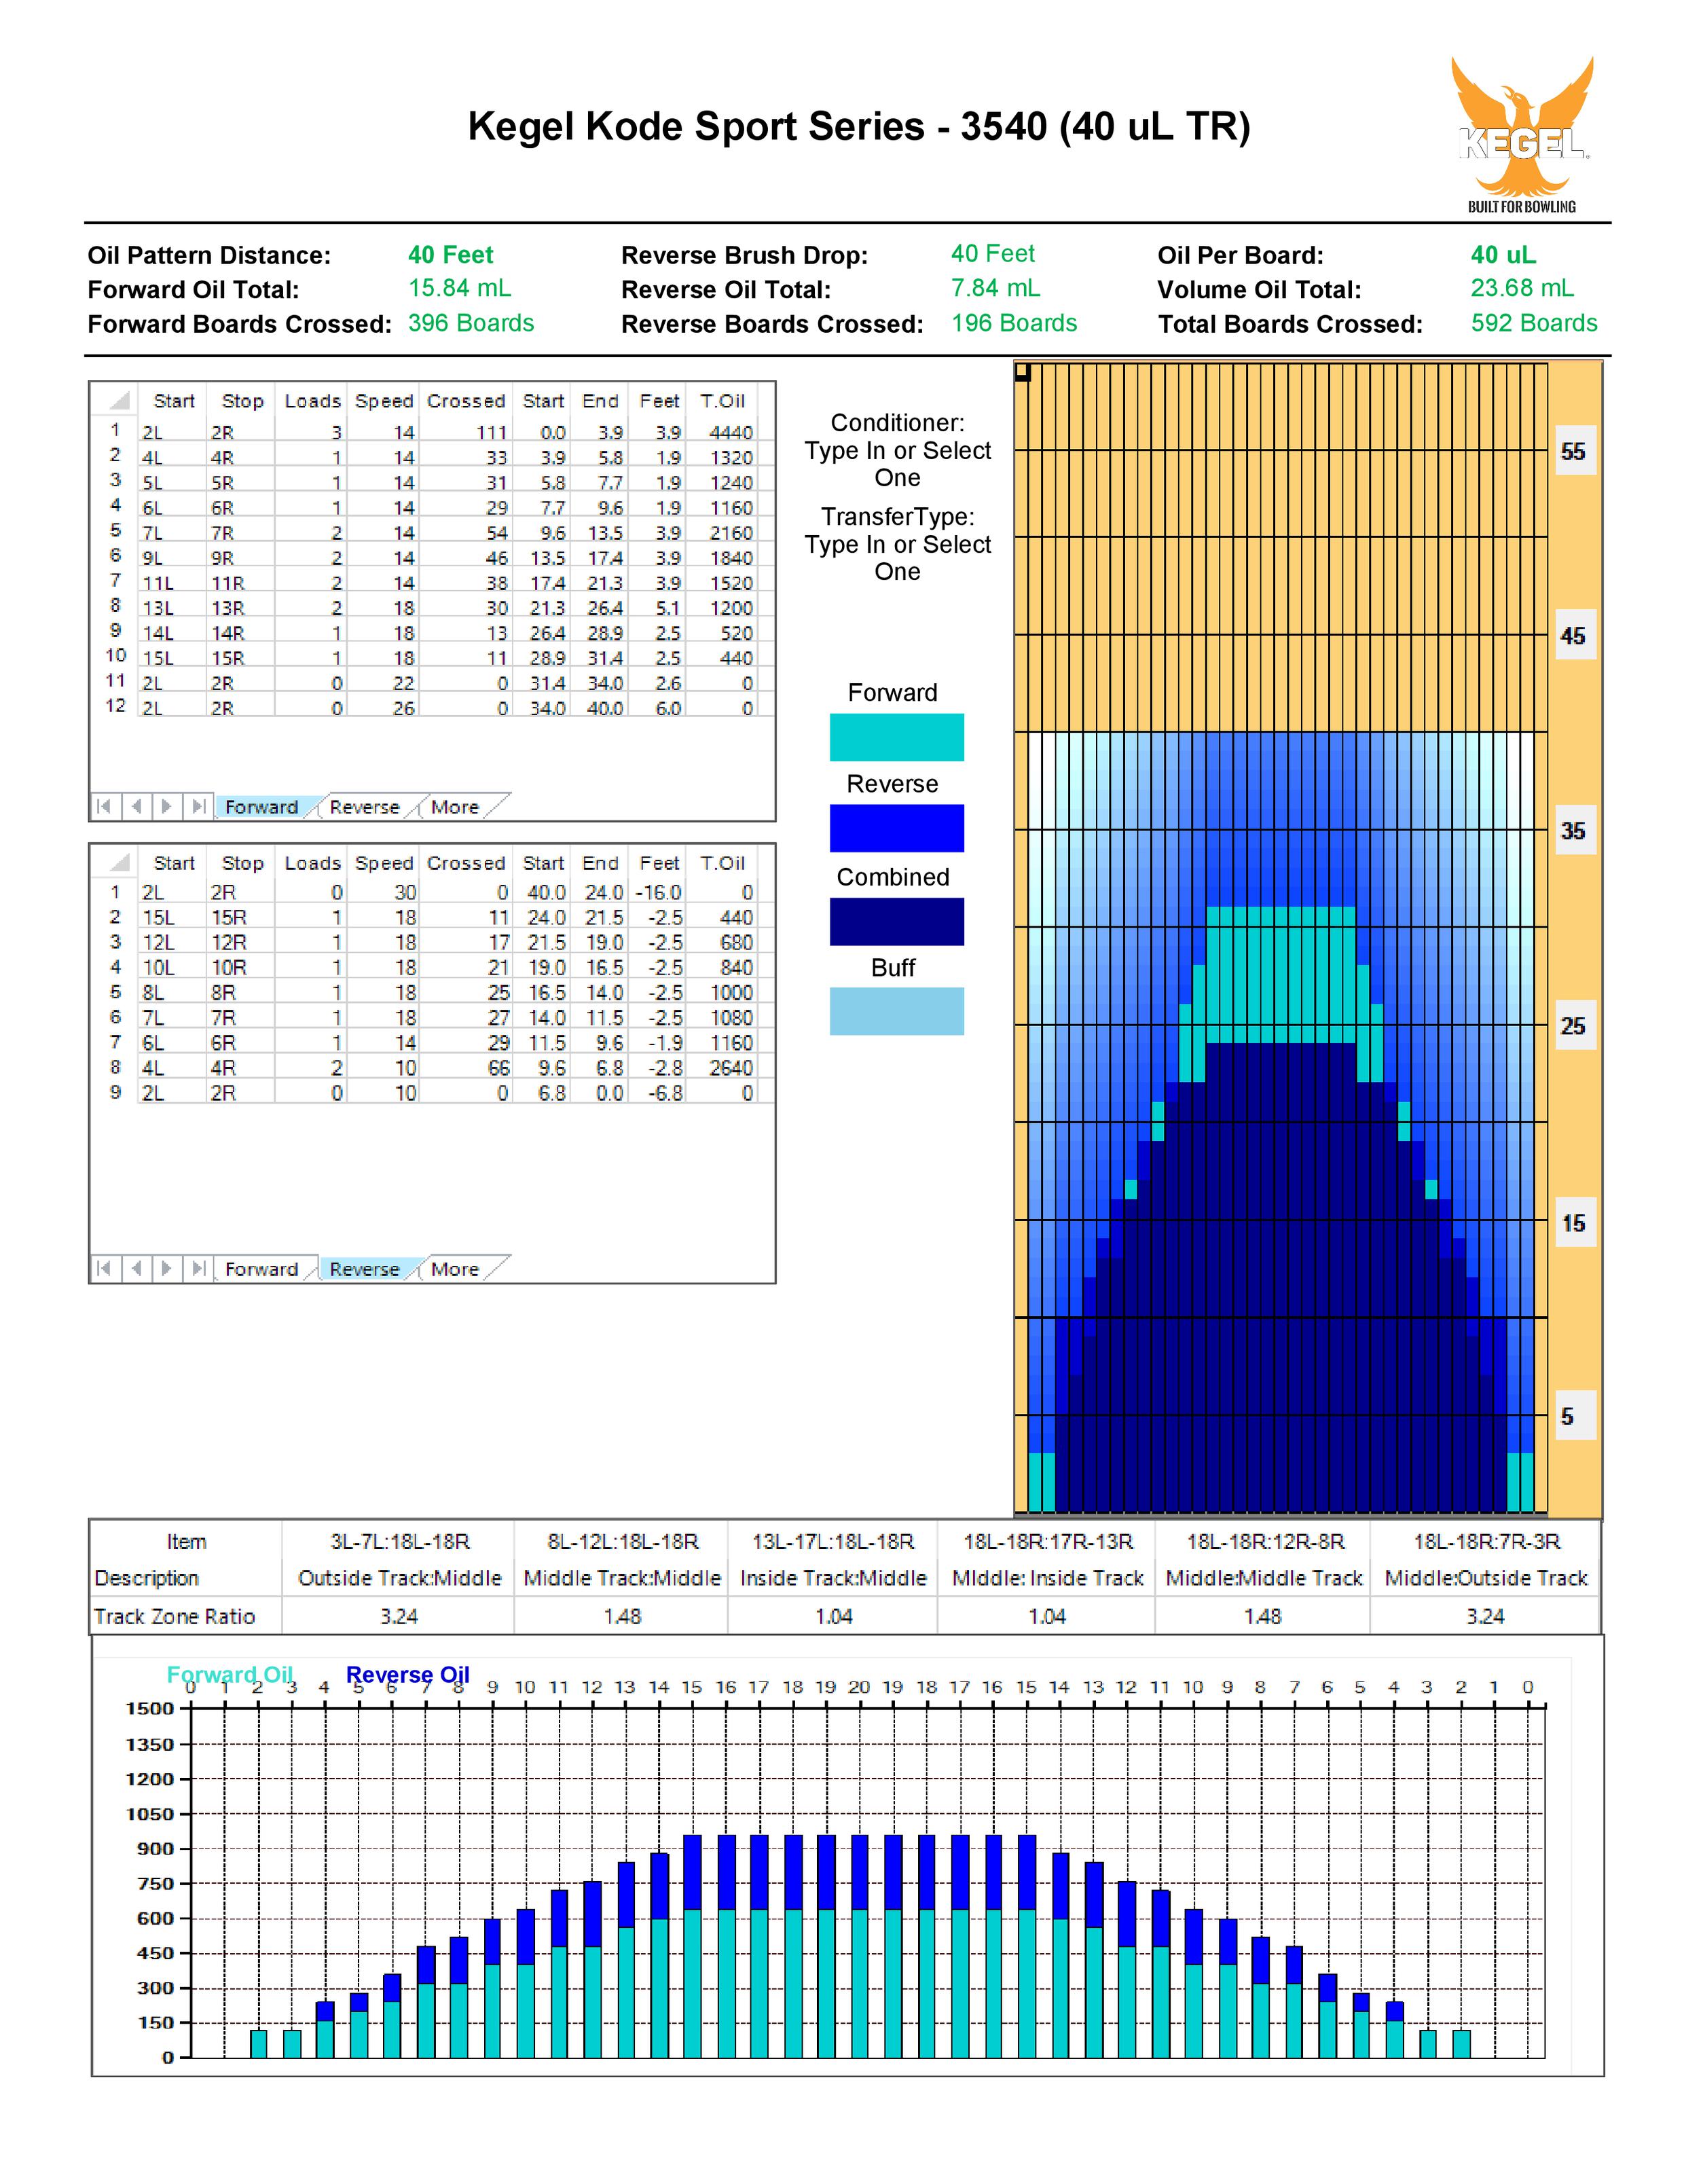 Kegel Kode Sport Series - 3540 (40 uL TR)
KEGEL
BUILT FOR BOWLING
Oil Pattern Distance: 40 Feet Reverse Brush Drop: 40 Feet Oil Per Board: 40 uL
Forward Oil Total: 15.84 mL Reverse Oil Total: 7.84 mL Volume Oil Total: 23.68 mL
Forward Boards Crossed: 396 Boards Reverse Boards Crossed: 196 Boards Total Boards Crossed: 592 Boards
Start Stop Loads Speed Crossed Start End Feet T.Oil
1 2L 2R 3 14 111 0.0 3.9 3.9 4440
2 4L 4R 1 14 33 3.9 5.8 1.9 1320
3 5L 5R 1 14 31 5.8 7.7 1.9 1240
4 6L 6R 1 14 29 7.7 9.6 1.9 1160
5 7L 7R 2 14 54 9.6 13.5 3.9 2160
6 9L 9R 2 14 46 13.5 17.4 3.9 1840
7 11L 11R 2 14 38 17.4 21.3 3.9 1520
8 13L 13R 2 18 30 21.3 26.4 5.1 1200
9 14L 14R 1 18 13 26.4 28.9 2.5 520
10 15L 15R 1 18 11 28.9 31.4 2.5 440
11 2L 2R 0 22 0 31.4 34.0 2.6 0
12 2L 2R 0 26 0 34.0 40.0 6.0 0
Forward Reverse More
Start Stop Loads Speed Crossed Start End Feet T.Oil
1 2L 2R 0 30 0 40.0 24.0 -16.0 0
2 15L 15R 1 18 11 24.0 21.5 -2.5 440
3 12L 12R 1 18 17 21.5 19.0 -2.5 680
4 10L 10R 1 18 21 19.0 16.5 -2.5 840
5 8L 8R 1 18 25 16.5 14.0 -2.5 1000
6 7L 7R 1 18 27 14.0 11.5 -2.5 1080
7 6L 6R 1 14 29 11.5 9.6 -1.9 1160
8 4L 4R 2 10 66 9.6 6.8 -2.8 2640
9 2L 2R 0 10 0 6.8 0.0 -6.8 0
Forward Reverse More
Conditioner:
Type In or Select
One
TransferType:
Type In or Select
One
Forward
Reverse
Combined
Buff
55
45
35
25
15
5
Item 3L-7L:18L-18R 8L-12L:18L-18R 13L-17L:18L-18R 18L-18R:17R-13R 18L-18R:12R-8R 18L-18R:7R-3R
Description Outside Track:Middle Middle Track:Middle Inside Track:Middle MIddle: Inside Track Middle:Middle Track Middle:Outside Track
Track Zone Ratio 3.24 1.48 1.04 1.04 1.48 3.24
Forward Oil Reverse Oil
0 1 2 3 4 5 6 7 8 9 10 11 12 13 14 15 16 17 18 19 20 19 18 17 16 15 14 13 12 11 10 9 8 7 6 5 4 3 2 1 0
1500
1350
1200
1050
900
750
600
450
300
150
0